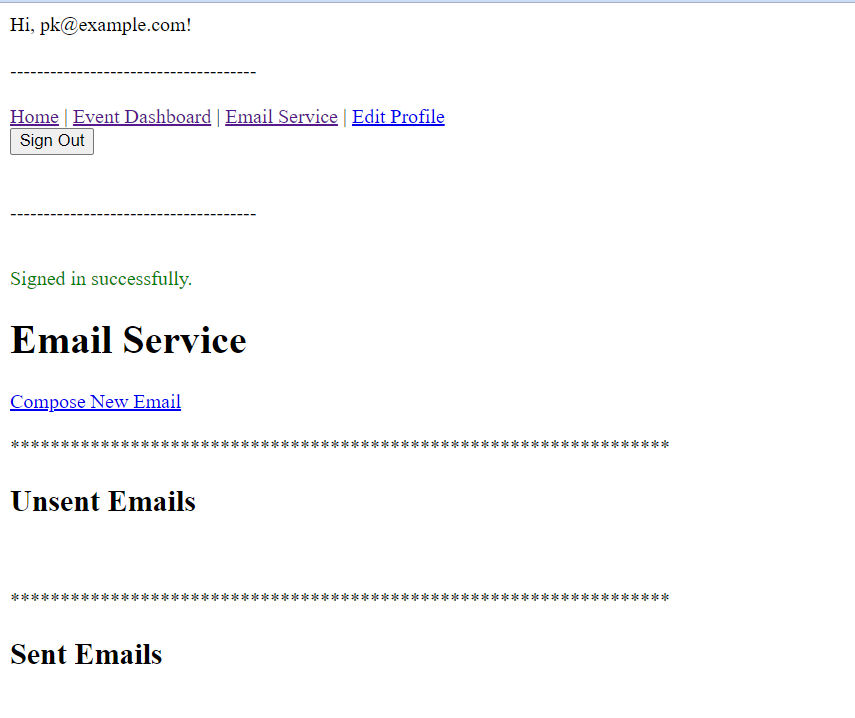 Hi, pk@example.com!
-------------------------------------
Home | Event Dashboard | Email Service | Edit Profile
Sign Out
-------------------------------------
Signed in successfully.
Email Service
Compose New Email
******************************************************************
Unsent Emails
******************************************************************
Sent Emails